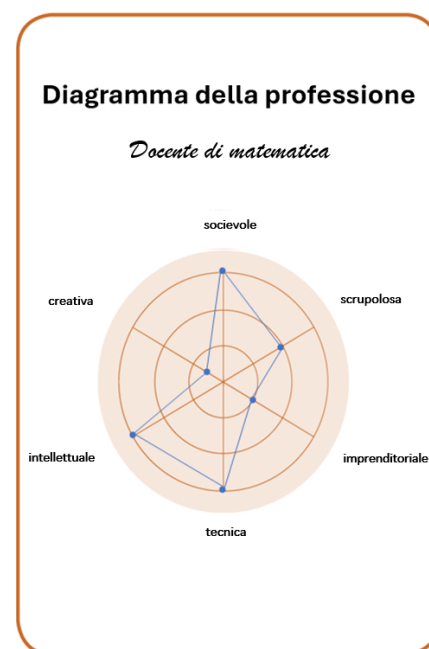 Diagramma della professione
Docente di matematica
socievole
creativa
scrupolosa
intellettuale
imprenditoriale
tecnica